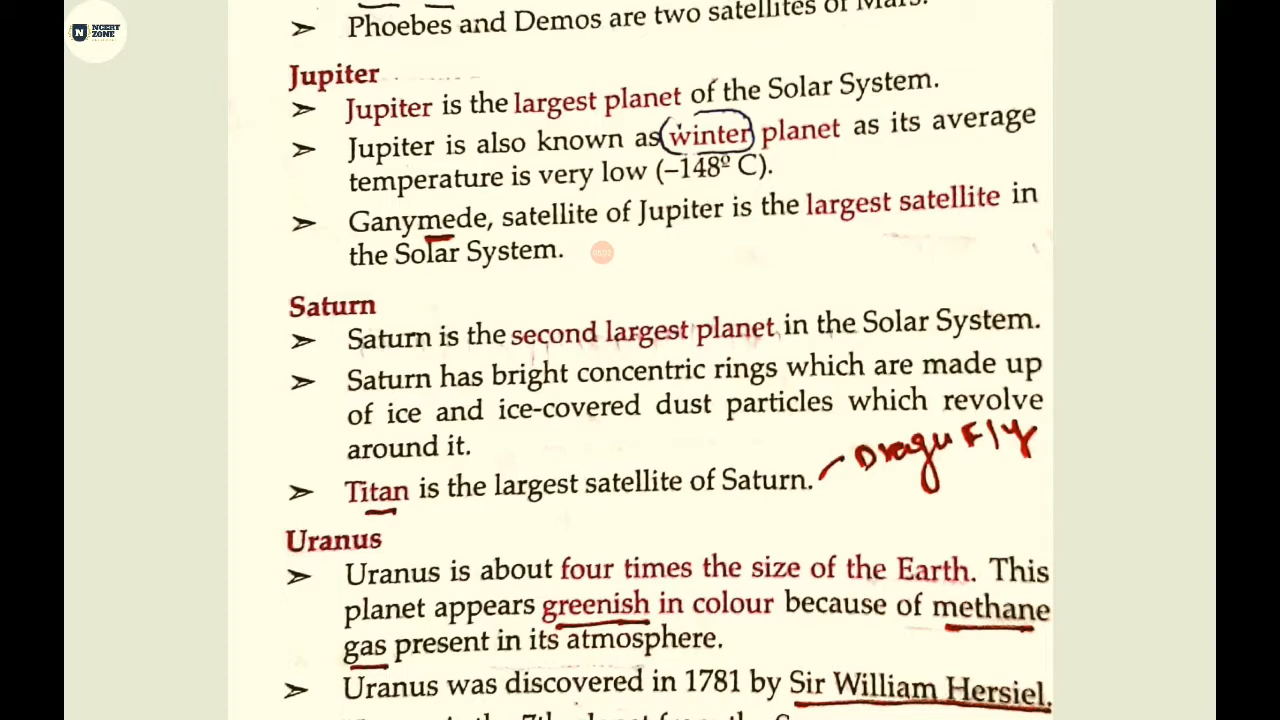 NCERT
ZONE
➢ Phoebes and Demos are two satellites of Mars.
Jupiter
➢ Jupiter is the largest planet of the Solar System.
➢ Jupiter is also known as winter planet as its average
temperature is very low (–148º C).
➢ Ganymede, satellite of Jupiter is the largest satellite in
the Solar System.
Saturn
➢ Saturn is the second largest planet in the Solar System.
➢ Saturn has bright concentric rings which are made up
of ice and ice-covered dust particles which revolve
around it.
➢ Titan is the largest satellite of Saturn. Dragu Fly
Uranus
➢ Uranus is about four times the size of the Earth. This
planet appears greenish in colour because of methane
gas present in its atmosphere.
➢ Uranus was discovered in 1781 by Sir William Hersiel.